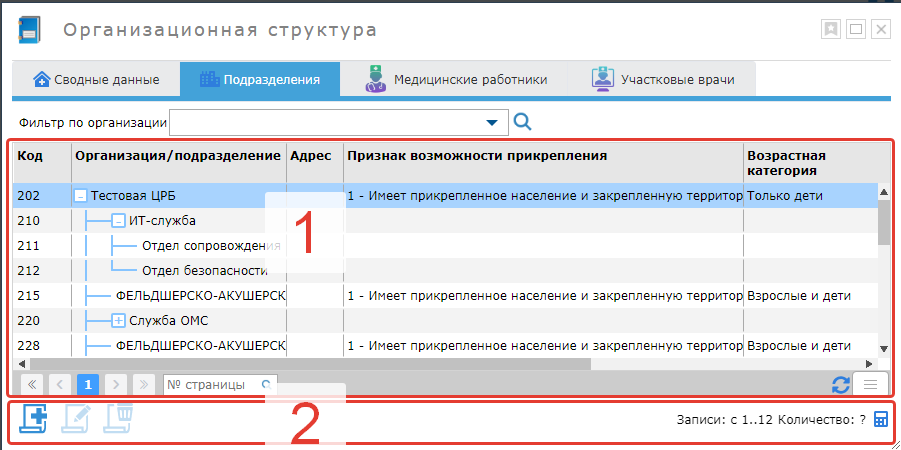 Организационная структура
Сводные данные Подразделения Медицинские работники Участковые врачи
Фильтр по организации
Код Организация/подразделение Адрес Признак возможности прикрепления Возрастная категория
202 Тестовая ЦРБ 1 - Имеет прикрепленное население и закрепленную территор Только дети
210 ИТ-служба
1
211 Отдел сопровождения
212 Отдел безопасности
215 ФЕЛЬДШЕРСКО-АКУШЕРСК 1 - Имеет прикрепленное население и закрепленную территор Взрослые и дети
220 Служба ОМС
228 ФЕЛЬДШЕРСКО-АКУШЕРСК 1 - Имеет прикрепленное население и закрепленную территор Взрослые и дети
1 № страницы
2
Записи: с 1..12 Количество: ?